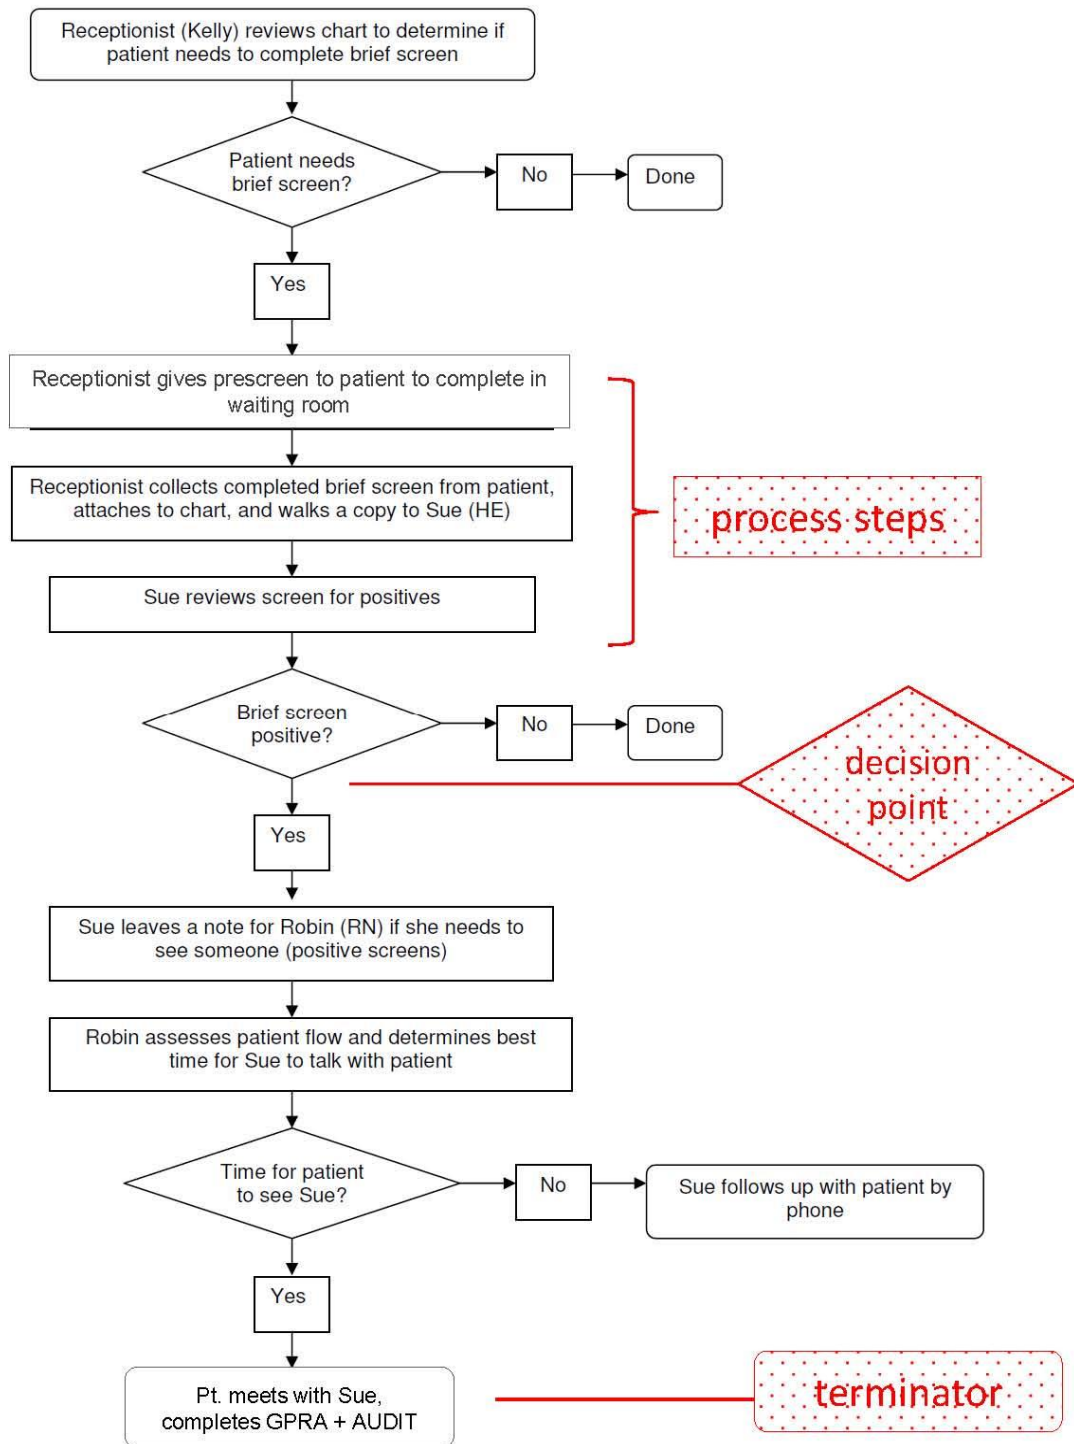 Receptionist (Kelly) reviews chart to determine if
patient needs to complete brief screen
Patient needs
brief screen?
No
Done
Yes
Receptionist gives prescreen to patient to complete in
waiting room
Receptionist collects completed brief screen from patient,
attaches to chart, and walks a copy to Sue (HE)
process steps
Sue reviews screen for positives
Brief screen
positive?
No
Done
decision
point
Yes
Sue leaves a note for Robin (RN) if she needs to
see someone (positive screens)
Robin assesses patient flow and determines best
time for Sue to talk with patient
Time for patient
to see Sue?
No
Sue follows up with patient by
phone
Yes
Pt. meets with Sue,
completes GPRA + AUDIT
terminator